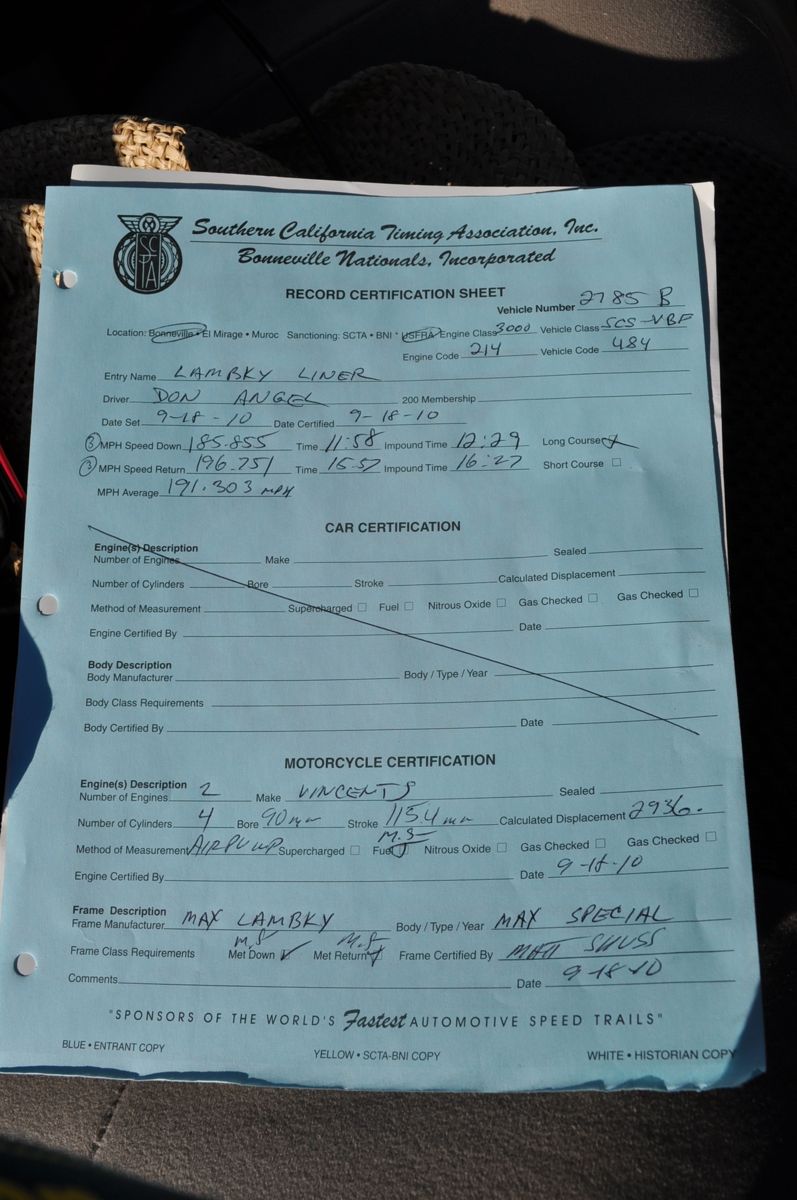 SCTA
Southern California Timing Association, Inc.
Bonneville Nationals, Incorporated
RECORD CERTIFICATION SHEET
Vehicle Number 2785 B
Location: Bonneville • El Mirage • Muroc Sanctioning: SCTA • BNI * USFRA Engine Class 3000 Vehicle Class SCS-VBF
Engine Code 214 Vehicle Code 484
Entry Name LAMBKY LINER
Driver DON ANGEL 200 Membership
Date Set 9-18-10 Date Certified 9-18-10
3 MPH Speed Down 185.855 Time 11:58 Impound Time 12:29 Long Course
3 MPH Speed Return 196.751 Time 15:57 Impound Time 16:27 Short Course
MPH Average 191.303 MPH
CAR CERTIFICATION
Engine(s) Description
Number of Engines Make Sealed
Number of Cylinders Bore Stroke Calculated Displacement
Method of Measurement Supercharged Fuel Nitrous Oxide Gas Checked Gas Checked
Engine Certified By Date
Body Description
Body Manufacturer Body / Type / Year
Body Class Requirements
Body Certified By Date
MOTORCYCLE CERTIFICATION
Engine(s) Description
Number of Engines 2 Make VINCENTS Sealed
Number of Cylinders 4 Bore 90mm Stroke 115.4 mm Calculated Displacement 2936.
M.S
Method of Measurement AIR PUMP Supercharged Fuel Nitrous Oxide Gas Checked Gas Checked
Engine Certified By Date 9-18-10
Frame Description
Frame Manufacturer MAX LAMBKY Body / Type / Year MAX SPECIAL
M.S M.S
Frame Class Requirements Met Down Met Return Frame Certified By
Comments Date 9-18-10
"SPONSORS OF THE WORLD'S Fastest AUTOMOTIVE SPEED TRAILS"
BLUE • ENTRANT COPY YELLOW • SCTA-BNI COPY WHITE • HISTORIAN COPY